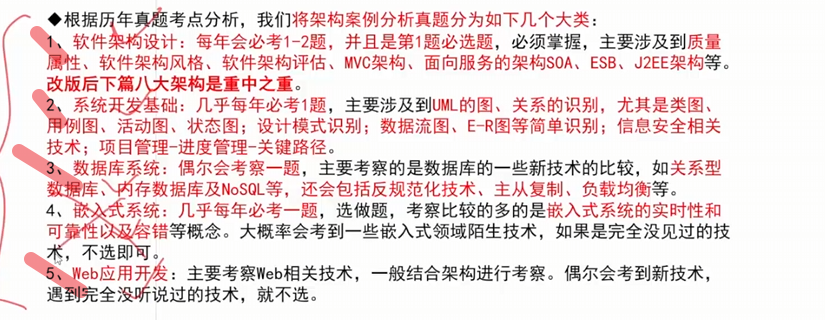 ◆根据历年真题考点分析，我们将架构案例分析真题分为如下几个大类：
1、软件架构设计：每年会必考1-2题，并且是第1题必选题，必须掌握，主要涉及到质量
属性、软件架构风格、软件架构评估、MVC架构、面向服务的架构SOA、ESB、J2EE架构等。
改版后下篇八大架构是重中之重。
2、系统开发基础：几乎每年必考1题，主要涉及到UML的图、关系的识别，尤其是类图、
用例图、活动图、状态图；设计模式识别；数据流图、E-R图等简单识别；信息安全相关
技术；项目管理-进度管理-关键路径。
3、数据库系统：偶尔会考察一题，主要考察的是数据库的一些新技术的比较，如关系型
数据库、内存数据库及NoSQL等，还会包括反规范化技术、主从复制、负载均衡等。
4、嵌入式系统：几乎每年必考一题，选做题，考察比较的多的是嵌入式系统的实时性和
可靠性以及容错等概念。大概率会考到一些嵌入式领域陌生技术，如果是完全没见过的技
术，不选即可。
5、Web应用开发：主要考察Web相关技术，一般结合架构进行考察。偶尔会考到新技术，
遇到完全没听说过的技术，就不选。